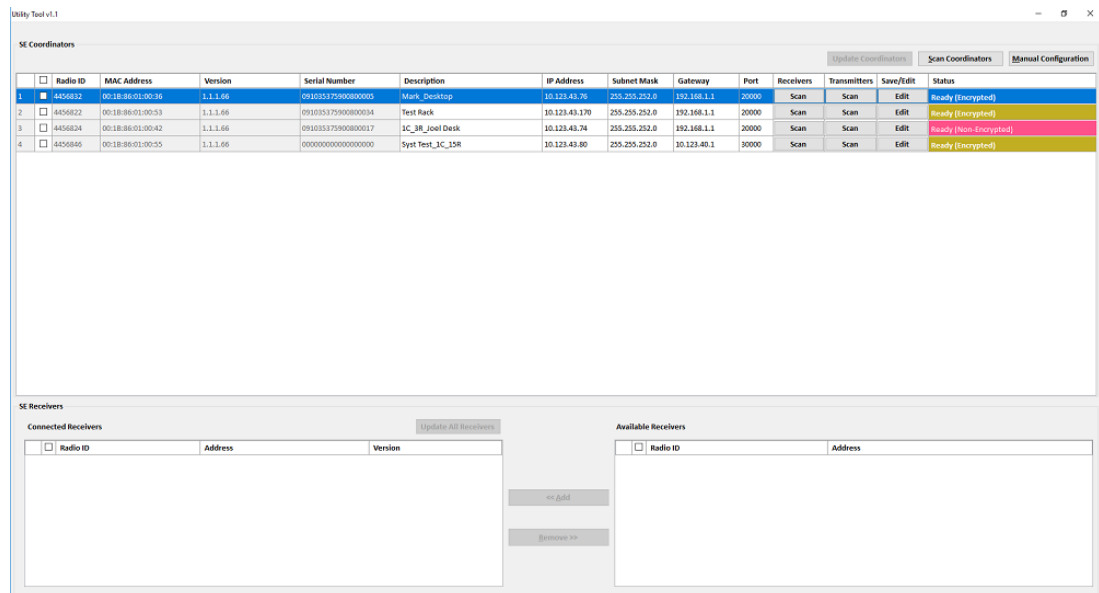 Utility Tool v1.1
SE Coordinators
Update Coordinators Scan Coordinators Manual Configuration
Radio ID MAC Address Version Serial Number Description IP Address Subnet Mask Gateway Port Receivers Transmitters Save/Edit Status
1 4456832 00:1B:86:01:00:36 1.1.1.66 091035375900800005 Mark_Desktop 10.123.43.76 255.255.252.0 192.168.1.1 20000 Scan Scan Edit Ready (Encrypted)
2 4456822 00:1B:86:01:00:53 1.1.1.66 091035375900800034 Test Rack 10.123.43.170 255.255.252.0 192.168.1.1 20000 Scan Scan Edit Ready (Encrypted)
3 4456824 00:1B:86:01:00:42 1.1.1.66 091035375900800017 1C_3R_Joel Desk 10.123.43.74 255.255.252.0 192.168.1.1 20000 Scan Scan Edit Ready (Non-Encrypted)
4 4456846 00:1B:86:01:00:55 1.1.1.66 000000000000000000 Syst Test_1C_15R 10.123.43.80 255.255.252.0 10.123.40.1 30000 Scan Scan Edit Ready (Encrypted)
SE Receivers
Connected Receivers Update All Receivers Available Receivers
Radio ID Address Version Radio ID Address
<< Add
Remove >>